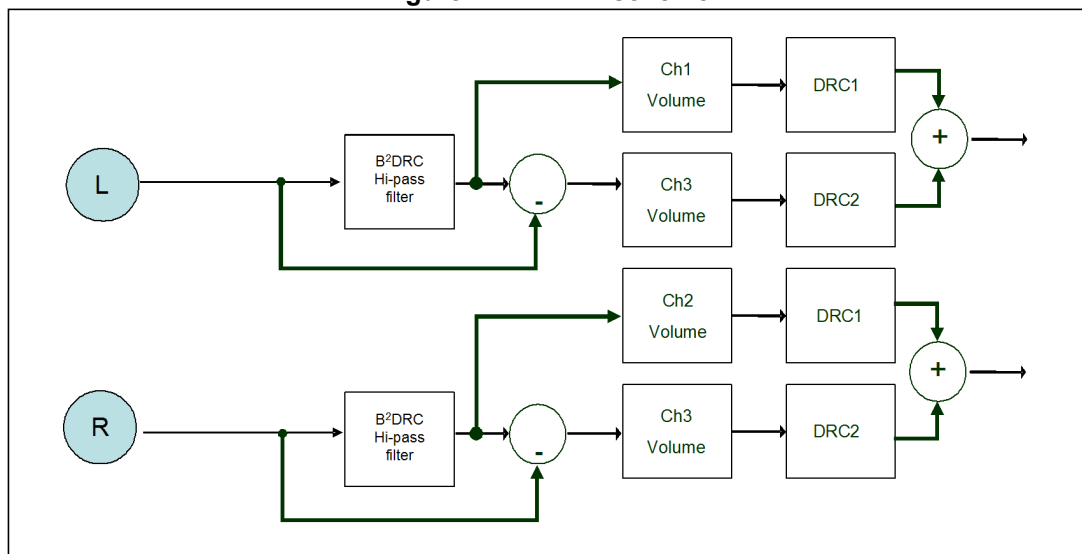 Ch1
Volume
DRC1
+
L
B²DRC
Hi-pass
filter
-
Ch3
Volume
DRC2
Ch2
Volume
DRC1
+
R
B²DRC
Hi-pass
filter
-
Ch3
Volume
DRC2